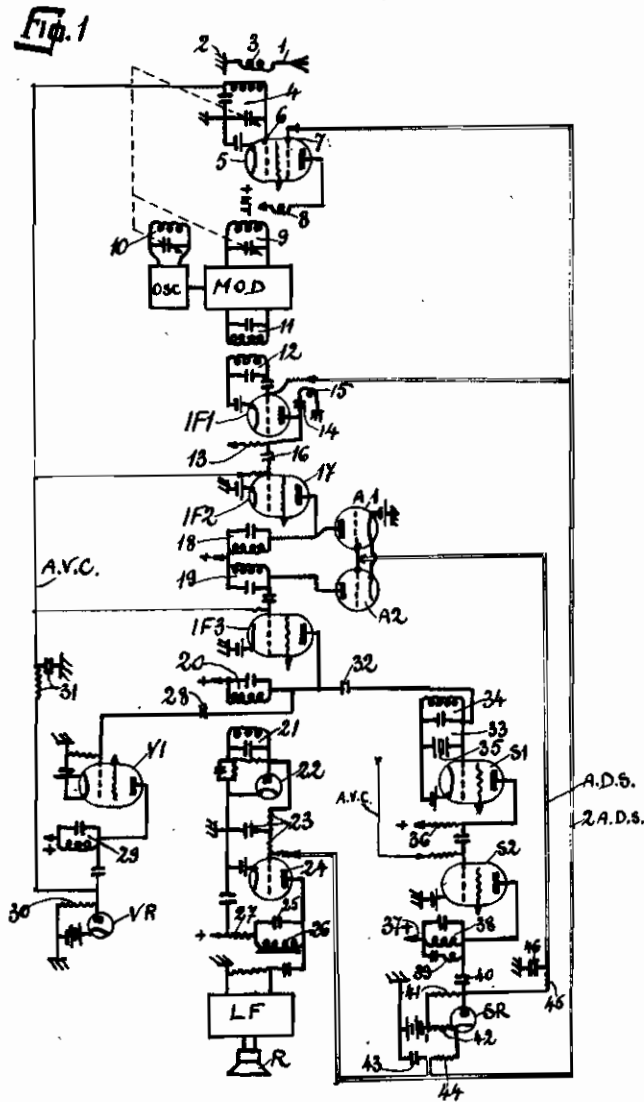 Fig. 1
2 3 1
4
6
7
5
8
10 9
OSC MOD
11
12
15
IF1
14
13 16
17
IF2 A1
18
A.V.C.
19
A2
IF3
20 32
31 28
34
21 33
V1 22 35 S1
A.V.C. A.D.S.
23 2 A.D.S.
36
29 24 S2
25
30 27 37 38
VR 26 46
39 40
45
41
LF SR
42
R 43
44